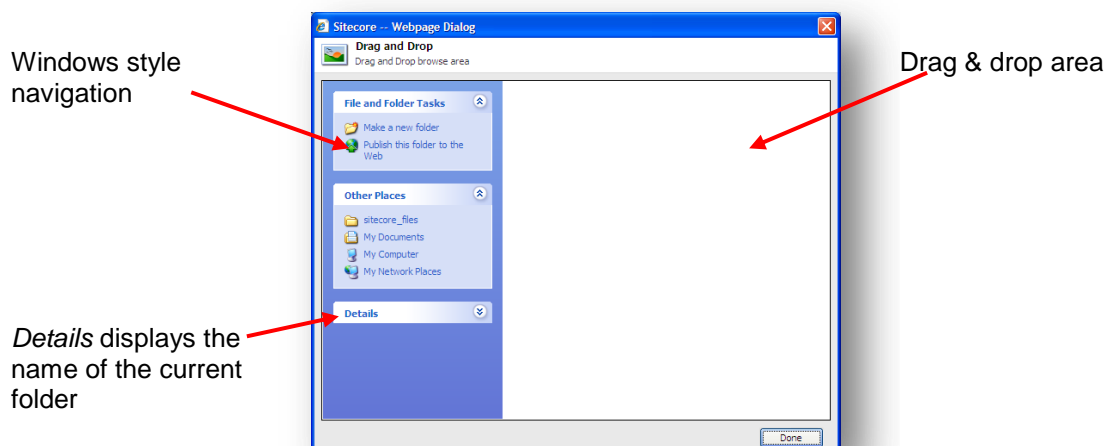 Sitecore -- Webpage Dialog
Drag and Drop
Drag and Drop browse area
Windows style
navigation
Drag & drop area
File and Folder Tasks
Make a new folder
Publish this folder to the
Web
Other Places
sitecore_files
My Documents
My Computer
My Network Places
Details
Details displays the
name of the current
folder
Done